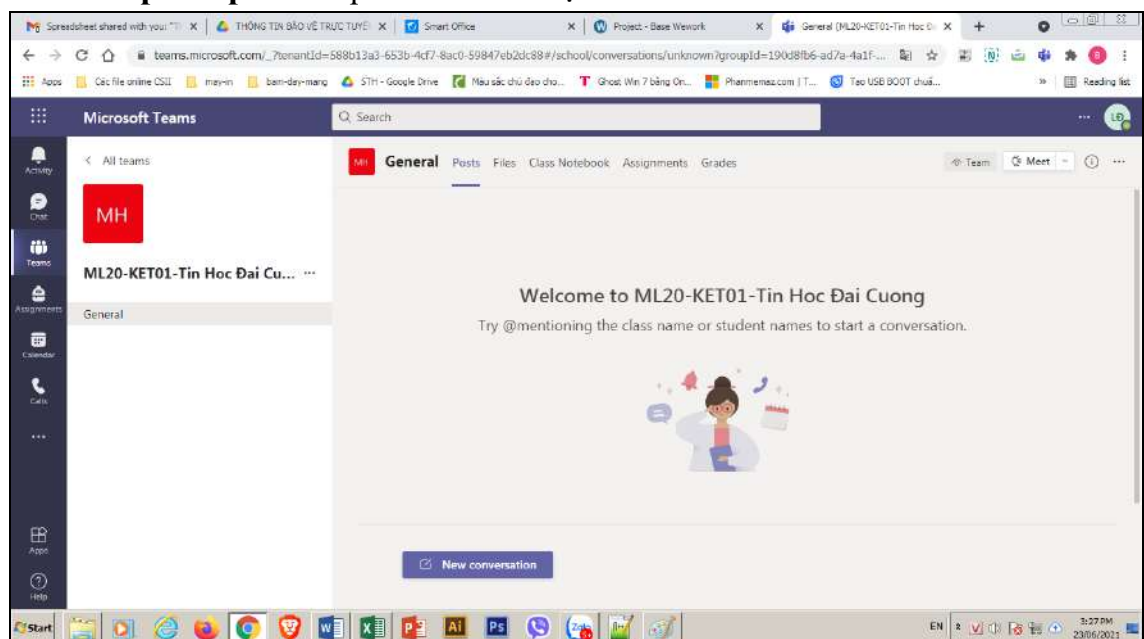 Spreadsheet shared with you: "T
THÔNG TIN BẢO VỆ TRỰC TUYẾ
Smart Office
Project - Base Wework
General (ML20-KET01-Tin Hoc Đ
teams.microsoft.com/_?tenantId=588b13a3-653b-4cf7-8ac0-59847eb2dc88#/school/conversations/unknown?groupId=190d8fb6-ad7a-4a1f-...
Apps
Các file online CSII
may-in
bam-day-mang
STH - Google Drive
Màu sắc chủ đạo cho...
Ghost Win 7 bằng On...
Phanmemaz.com | T...
Tạo USB BOOT chuẩ...
Reading list
Microsoft Teams
Search
LĐ
Activity
Chat
Teams
Assignments
Calendar
Calls
Apps
Help
All teams
MH
ML20-KET01-Tin Hoc Đai Cu...
General
MH
General
Posts
Files
Class Notebook
Assignments
Grades
Team
Meet
Welcome to ML20-KET01-Tin Hoc Đai Cuong
Try @mentioning the class name or student names to start a conversation.
New conversation
Start
EN
3:27 PM
23/06/2021